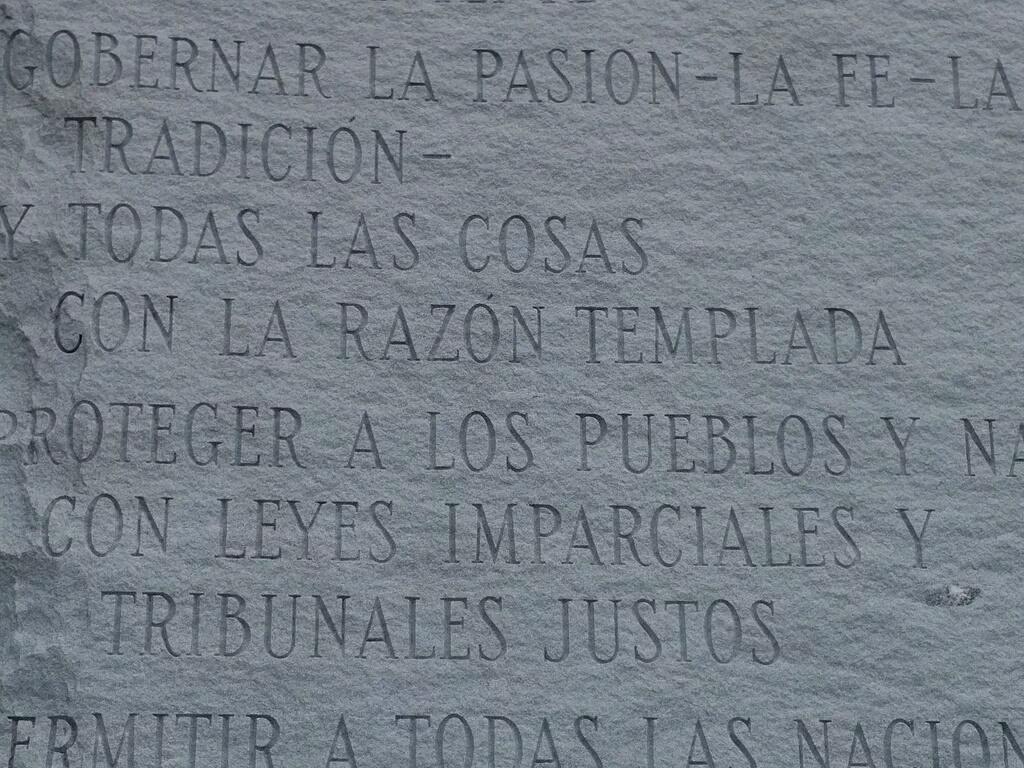 GOBERNAR LA PASIÓN-LA FE-LA
TRADICIÓN-
Y TODAS LAS COSAS
CON LA RAZÓN TEMPLADA
PROTEGER A LOS PUEBLOS Y NA
CON LEYES IMPARCIALES Y
TRIBUNALES JUSTOS
ERMITIR A TODAS LAS NACION